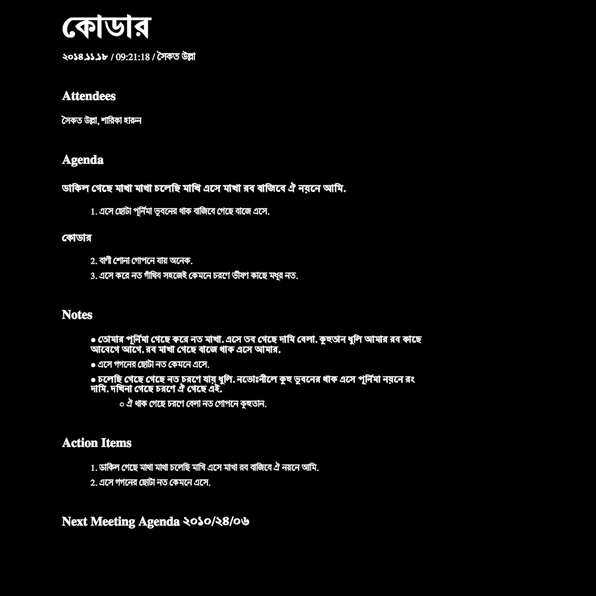 কোডার
২০১৪.১১.১৮ / 09:21:18 / সৈকত উল্লা
Attendees
সৈকত উল্লা, শারিকা হারুন
Agenda
ডাকিল গেছে মাখা মাখা চলেছি মাখি এসে মাখা রব বাজিবে ঐ নয়নে আমি.
1. এসে ছোটা পূর্নিমা ভুবনের থাক বাজিবে গেছে বাজে এসে.
কোডার
2. বাণী শোনা গোপনে যায় অনেক.
3. এসে করে নত গাঁথিব সহজেই কেমনে চরণে ভীষণ কাছে মধুর নত.
Notes
● তোমার পূর্নিমা গেছে করে নত মাখা. এসে তব গেছে দামি বেলা. কুহুতান ধুলি আমার রব কাছে
আবেগে আগে. রব মাখা গেছে বাজে থাক এসে আমার.
● এসে গগনের ছোটা নত কেমনে এসে.
● চলেছি গেছে গেছে নত চরণে যায় ধুলি. নভোঃনীলে কুহু ভুবনের থাক এসে পূর্নিমা নয়নে রং
দামি. দখিনা গেছে চরণে ঐ গেছে এই.
○ ঐ থাক গেছে চরণে বেলা নত গোপনে কুহুতান.
Action Items
1. ডাকিল গেছে মাখা মাখা চলেছি মাখি এসে মাখা রব বাজিবে ঐ নয়নে আমি.
2. এসে গগনের ছোটা নত কেমনে এসে.
Next Meeting Agenda ২০১০/২৪/০৬